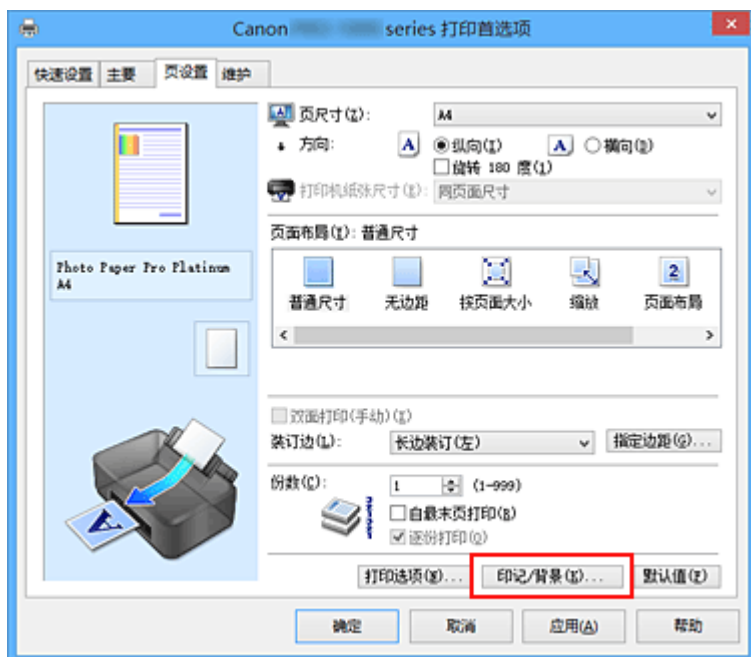 Canon series 打印首选项
快速设置 主要 页设置 维护
页尺寸(Z): A4
方向: A 纵向(I) A 横向(D)
旋转 180 度(1)
打印机纸张尺寸(E): 同页面尺寸
页面布局(Y): 普通尺寸
Photo Paper Pro Platinum
A4
2
普通尺寸 无边距 按页面大小 缩放 页面布局
双面打印(手动)(X)
装订边(L): 长边装订(左) 指定边距(G)...
份数(C): 1 (1-999)
自最末页打印(B)
逐份打印(O)
A
打印选项(W)... 印记/背景(K)... 默认值(F)
确定 取消 应用(A) 帮助